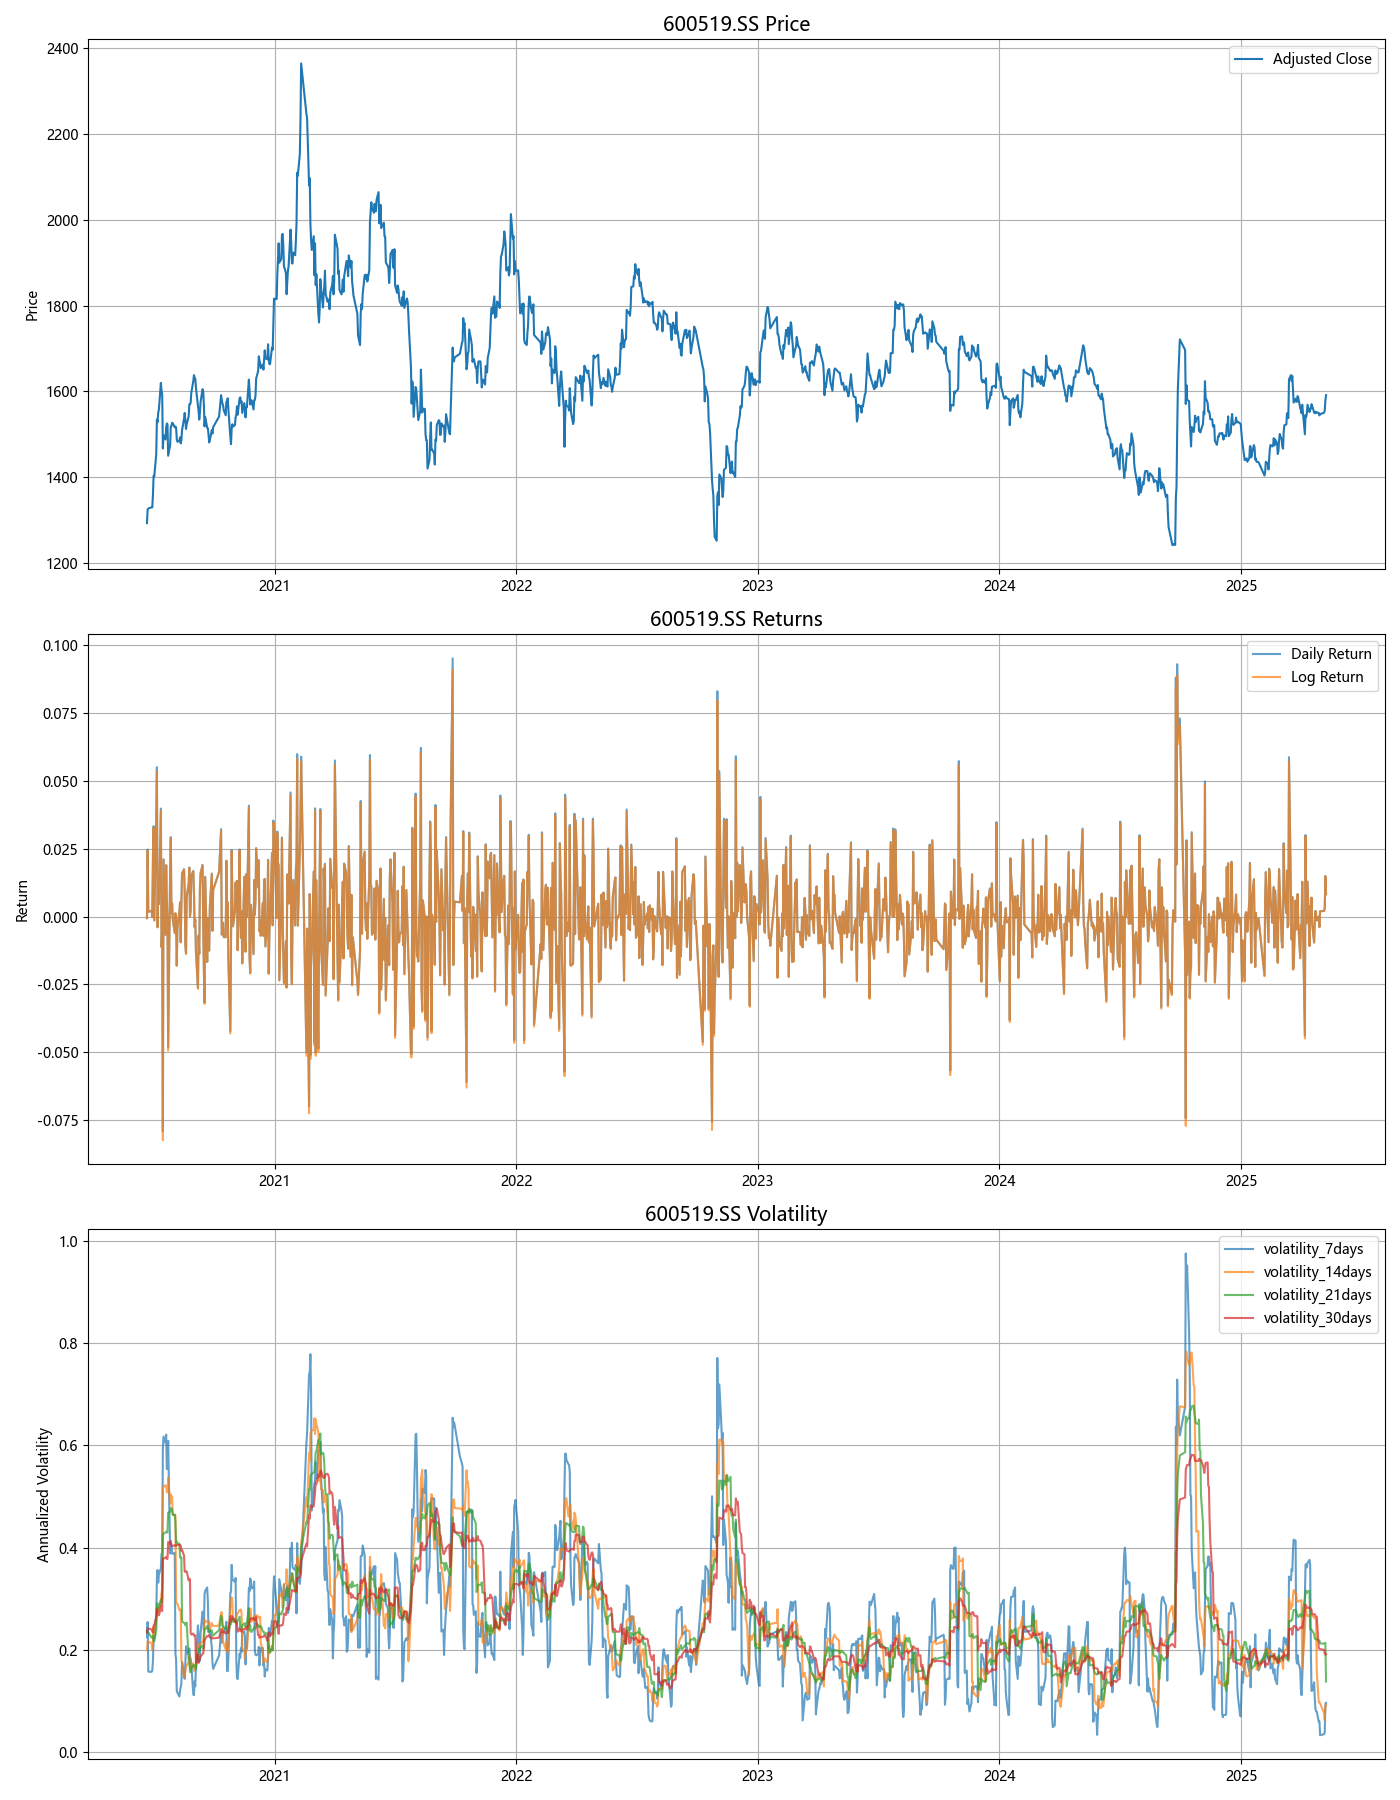 600519.SS Price
2400
2200
2000
1800
1600
1400
1200
Price
Adjusted Close
2021 2022 2023 2024 2025
600519.SS Returns
0.100
0.075
0.050
0.025
0.000
-0.025
-0.050
-0.075
Return
Daily Return
Log Return
2021 2022 2023 2024 2025
600519.SS Volatility
1.0
0.8
0.6
0.4
0.2
0.0
Annualized Volatility
volatility_7days
volatility_14days
volatility_21days
volatility_30days
2021 2022 2023 2024 2025